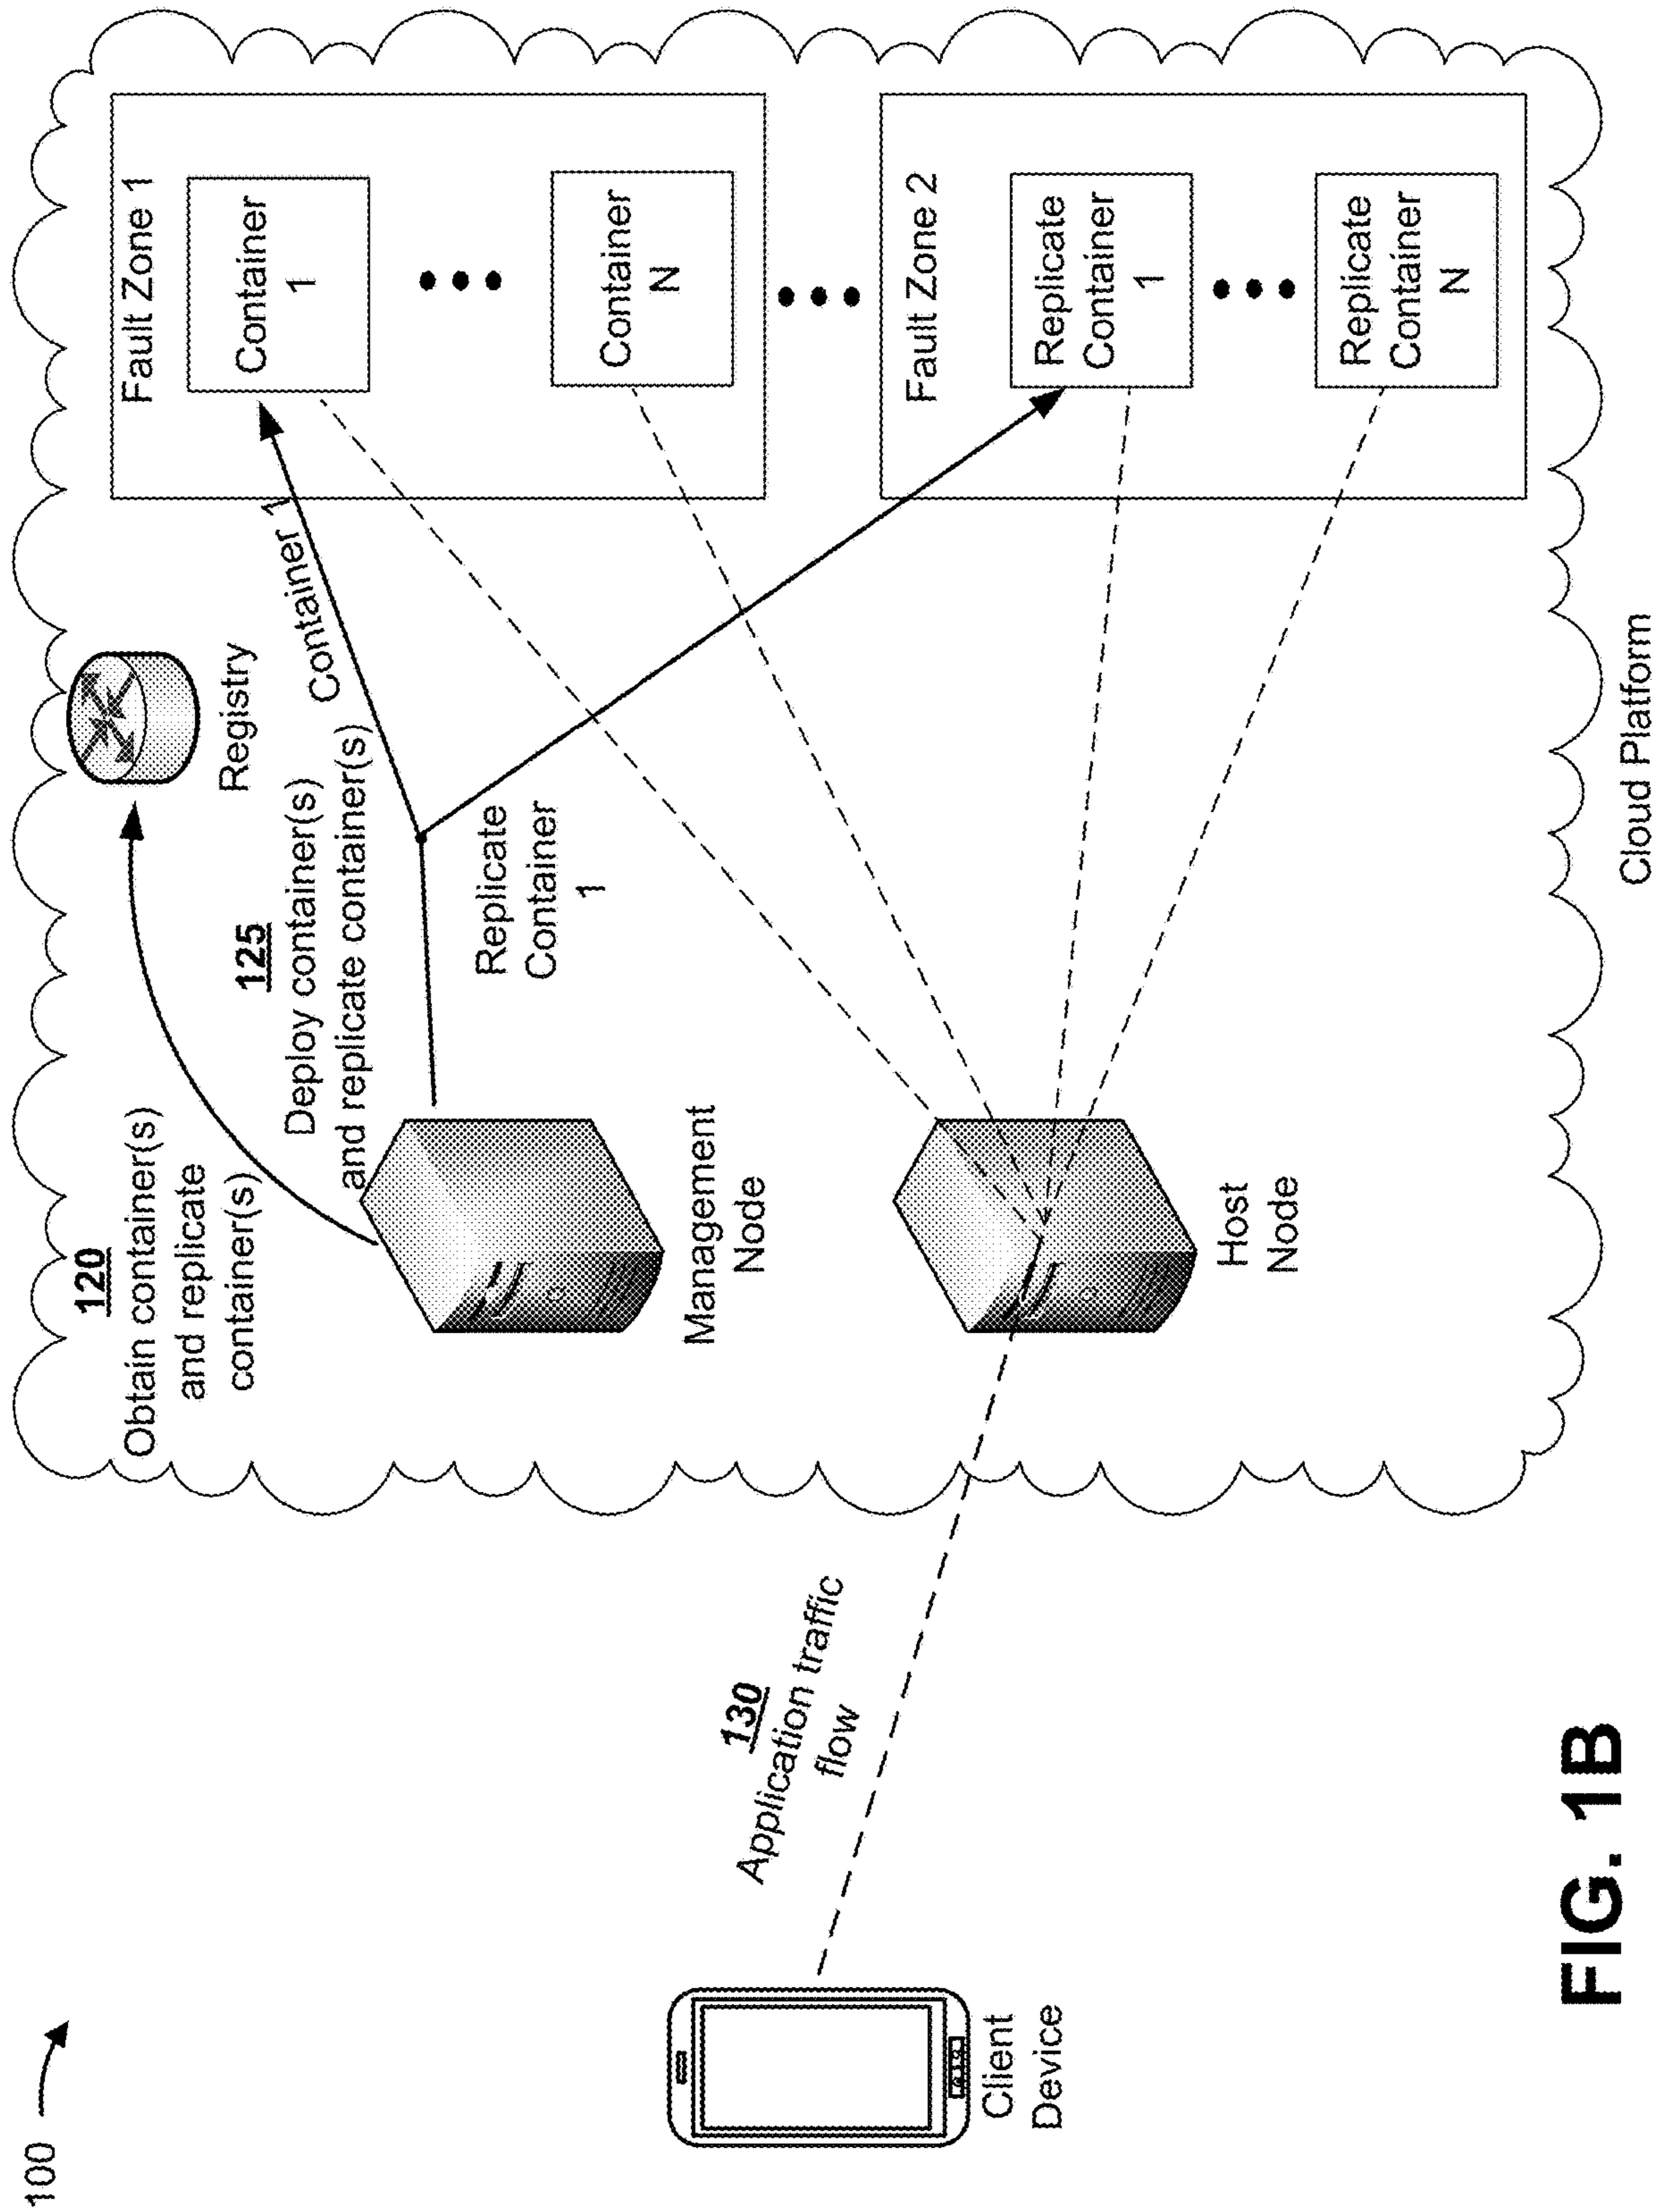 100
120
Obtain container(s)
and replicate
container(s)
Registry
125
Deploy container(s)
and replicate container(s)
Container 1
Replicate
Container
1
Management
Node
Fault Zone 1
Container
1
Container
N
Fault Zone 2
Replicate
Container
1
Replicate
Container
N
Host
Node
130
Application traffic
flow
Client
Device
Cloud Platform
FIG. 1B